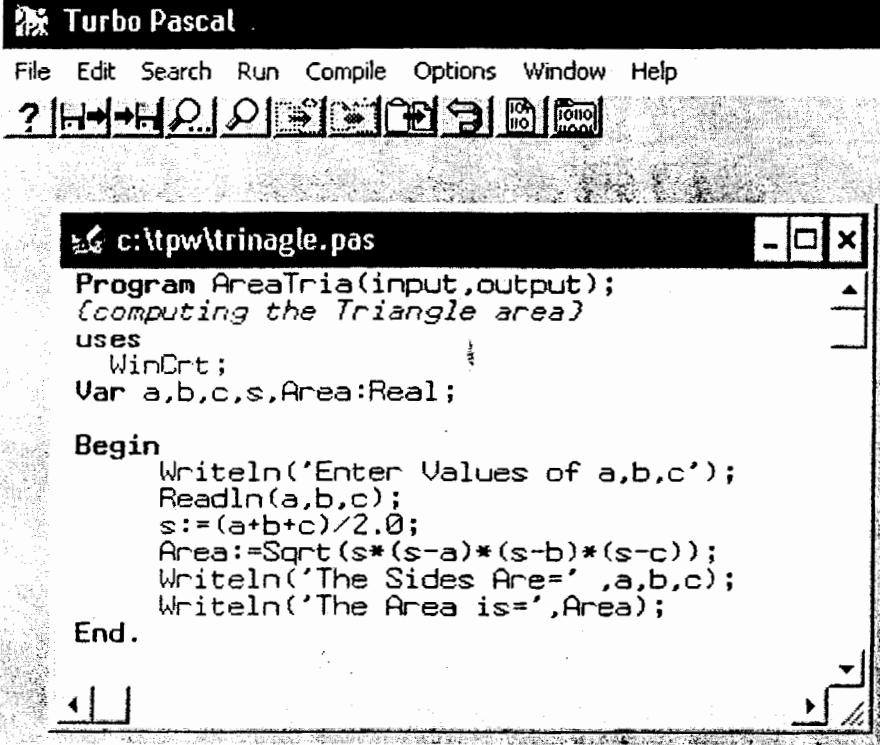 Turbo Pascal
File Edit Search Run Compile Options Window Help
c:\tpw\trinagle.pas
Program AreaTria(input,output);
{computing the Triangle area}
uses
WinCrt;
Var a,b,c,s,Area:Real;
Begin
Writeln('Enter Values of a,b,c');
Readln(a,b,c);
s:=(a+b+c)/2.0;
Area:=Sqrt(s*(s-a)*(s-b)*(s-c));
Writeln('The Sides Are=' ,a,b,c);
Writeln('The Area is=',Area);
End.